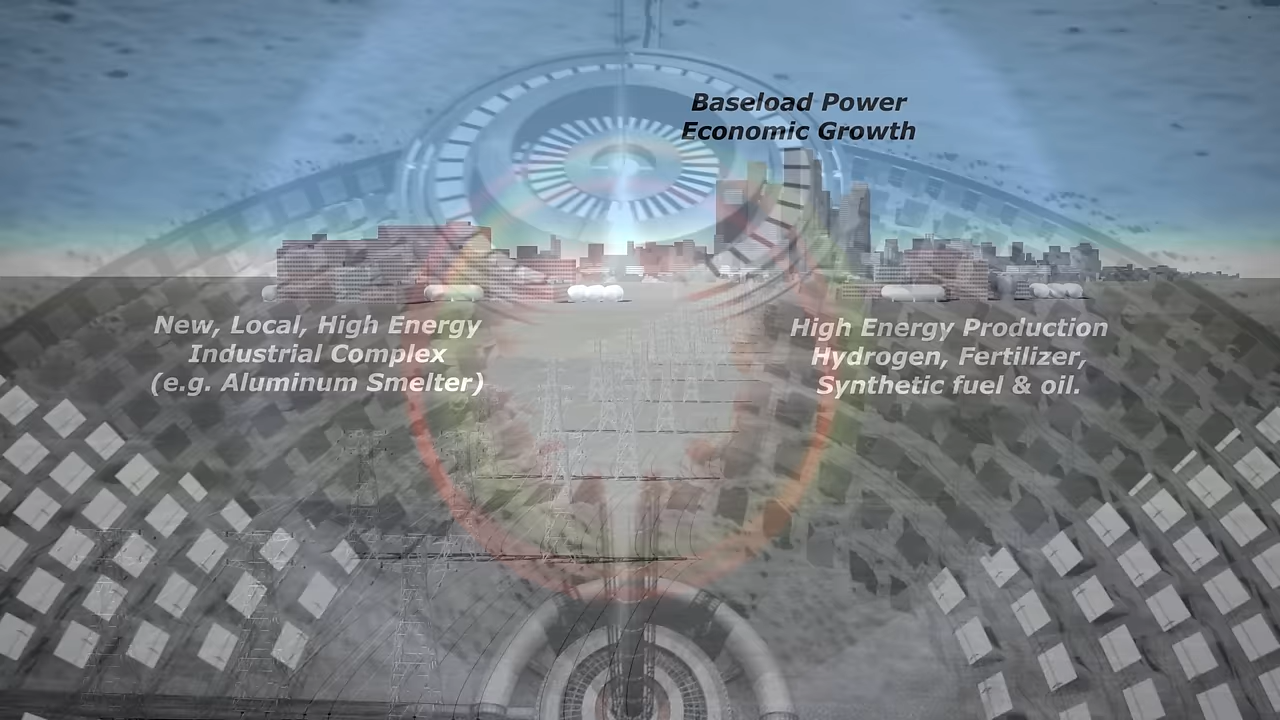 Baseload Power
Economic Growth
New, Local, High Energy
Industrial Complex
(e.g. Aluminum Smelter)
High Energy Production
Hydrogen, Fertilizer,
Synthetic fuel & oil.